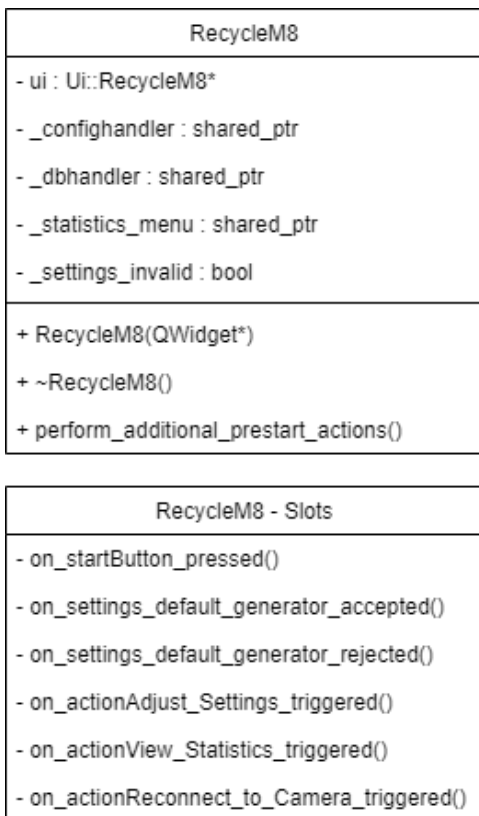 RecycleM8
- ui : Ui::RecycleM8*
- _confighandler : shared_ptr
- _dbhandler : shared_ptr
- _statistics_menu : shared_ptr
- _settings_invalid : bool
+ RecycleM8(QWidget*)
+ ~RecycleM8()
+ perform_additional_prestart_actions()
RecycleM8 - Slots
- on_startButton_pressed()
- on_settings_default_generator_accepted()
- on_settings_default_generator_rejected()
- on_actionAdjust_Settings_triggered()
- on_actionView_Statistics_triggered()
- on_actionReconnect_to_Camera_triggered()